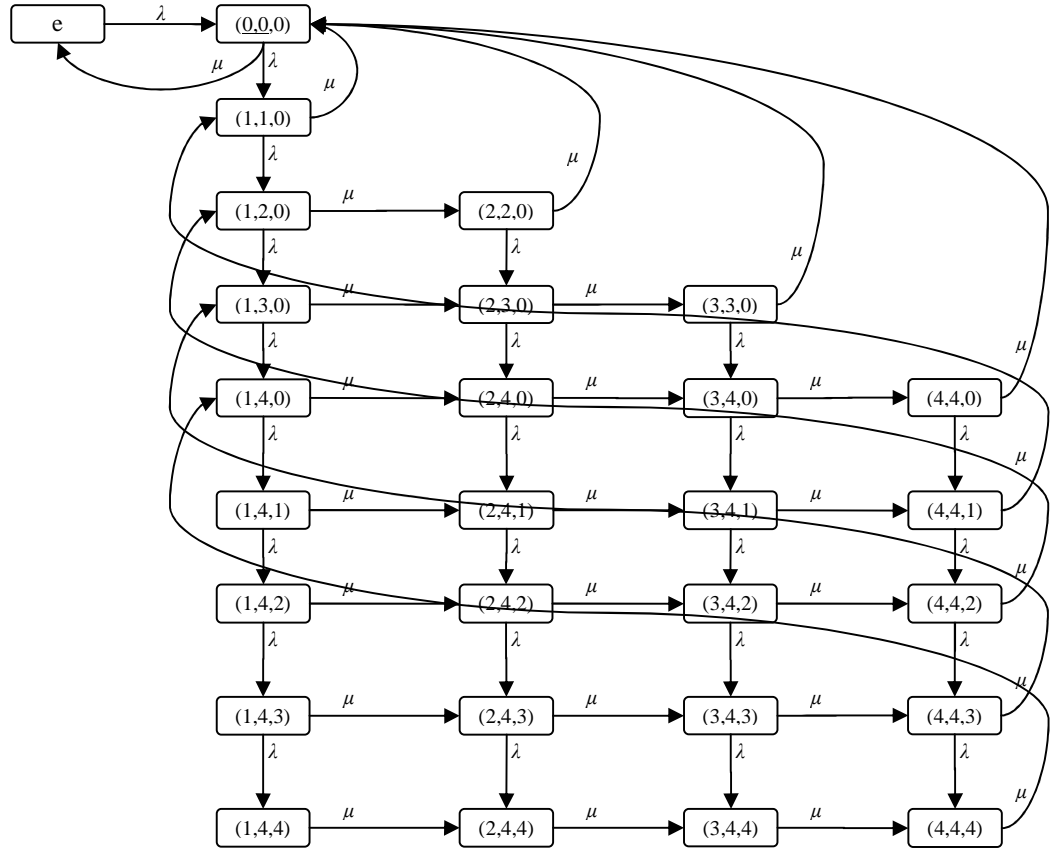 e λ (0,0,0)
μ λ μ
(1,1,0)
λ
μ
(1,2,0) μ (2,2,0)
λ λ μ
(1,3,0) μ (2,3,0) μ (3,3,0)
λ λ λ μ
(1,4,0) μ (2,4,0) μ (3,4,0) μ (4,4,0)
λ λ λ λ μ
(1,4,1) μ (2,4,1) μ (3,4,1) μ (4,4,1)
λ λ λ λ μ
(1,4,2) μ (2,4,2) μ (3,4,2) μ (4,4,2)
λ λ λ λ μ
(1,4,3) μ (2,4,3) μ (3,4,3) μ (4,4,3)
λ λ λ λ μ
(1,4,4) μ (2,4,4) μ (3,4,4) μ (4,4,4)